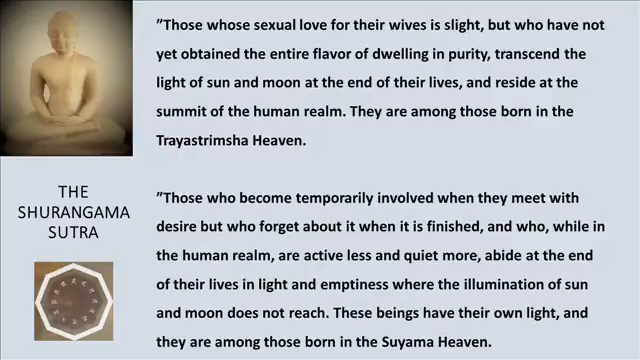 ”Those whose sexual love for their wives is slight, but who have not
yet obtained the entire flavor of dwelling in purity, transcend the
light of sun and moon at the end of their lives, and reside at the
summit of the human realm. They are among those born in the
Trayastrimsha Heaven.
THE
SHURANGAMA
SUTRA
”Those who become temporarily involved when they meet with
desire but who forget about it when it is finished, and who, while in
the human realm, are active less and quiet more, abide at the end
of their lives in light and emptiness where the illumination of sun
and moon does not reach. These beings have their own light, and
they are among those born in the Suyama Heaven.